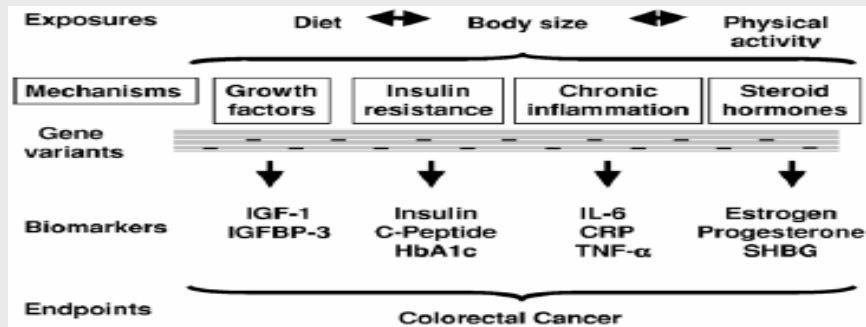 Exposures Diet Body size Physical
activity
Mechanisms Growth Insulin Chronic Steroid
factors resistance inflammation hormones
Gene
variants
IGF-1 Insulin IL-6 Estrogen
Biomarkers IGFBP-3 C-Peptide CRP Progesterone
HbA1c TNF-α SHBG
Endpoints Colorectal Cancer